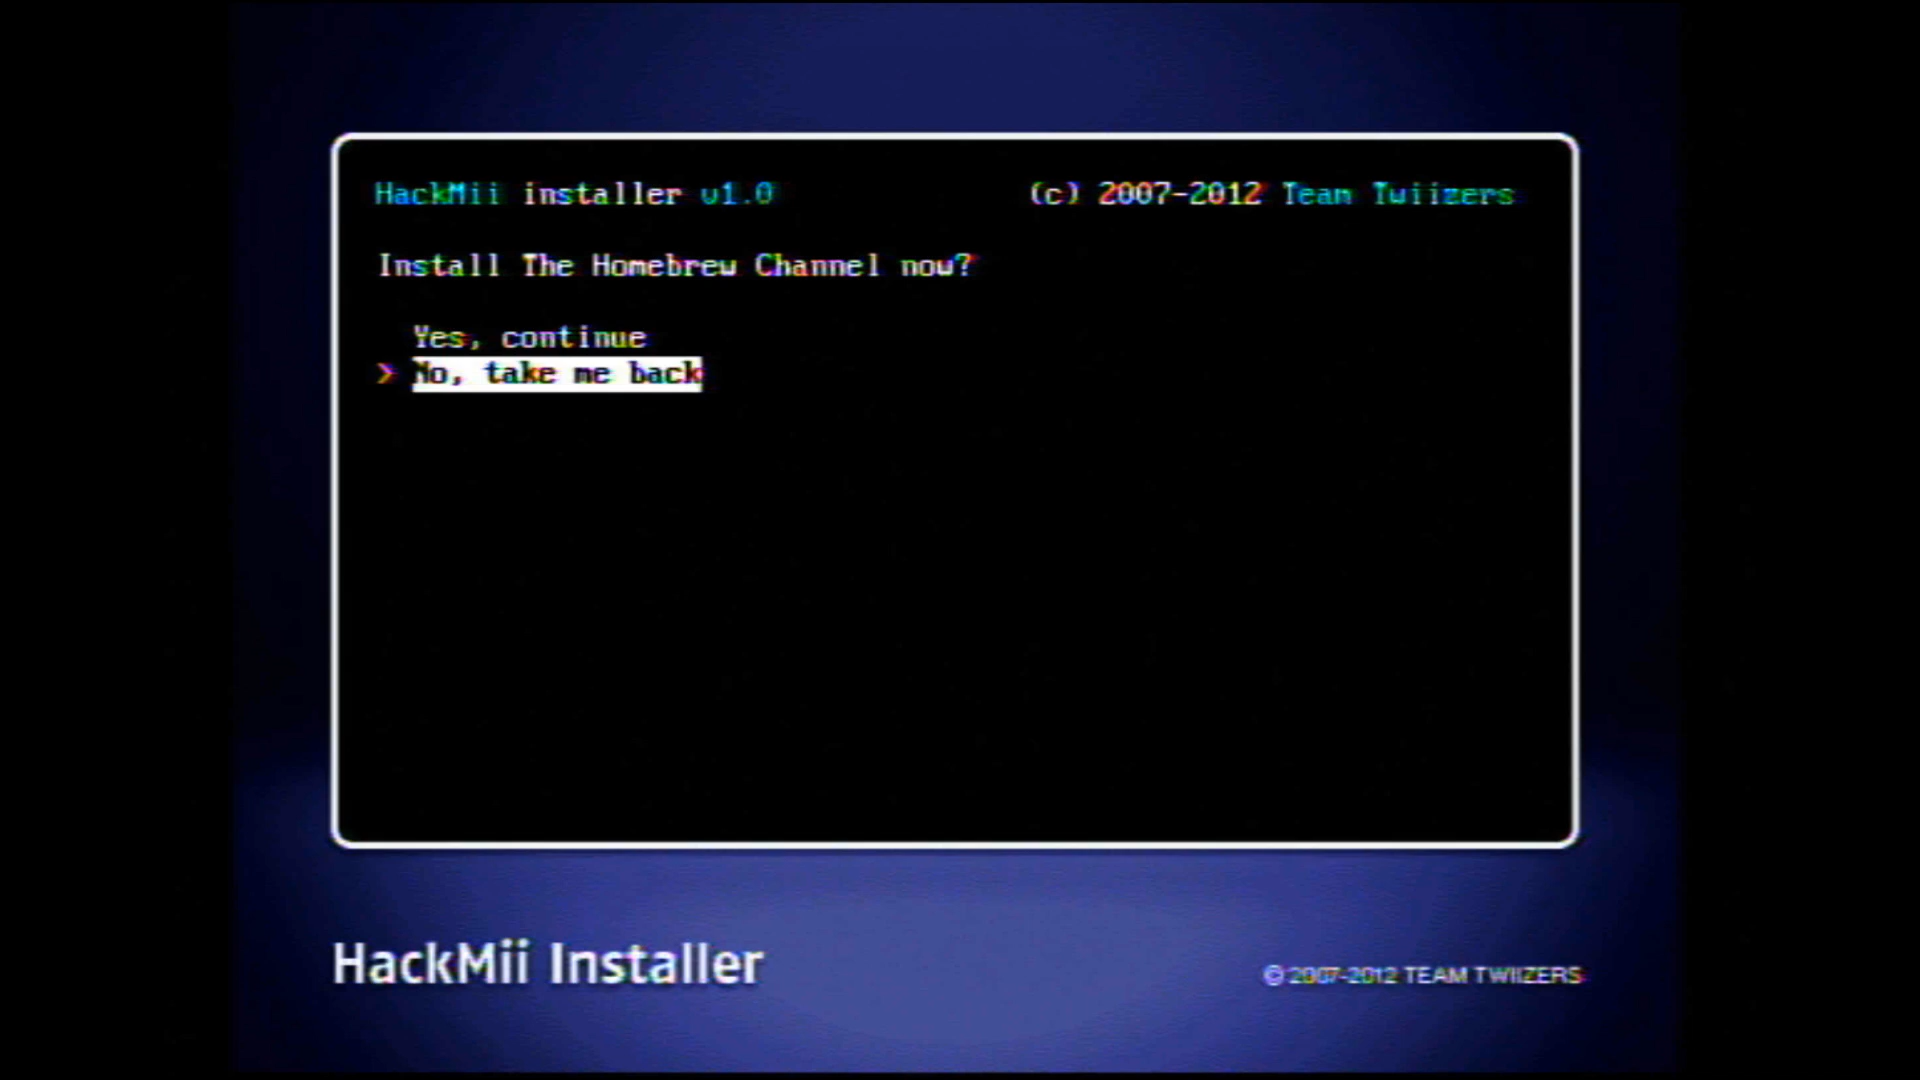 HackMii installer v1.0 (c) 2007-2012 Team Twiizers
Install The Homebrew Channel now?
Yes, continue
> No, take me back
HackMii Installer
© 2007-2012 TEAM TWIIZERS